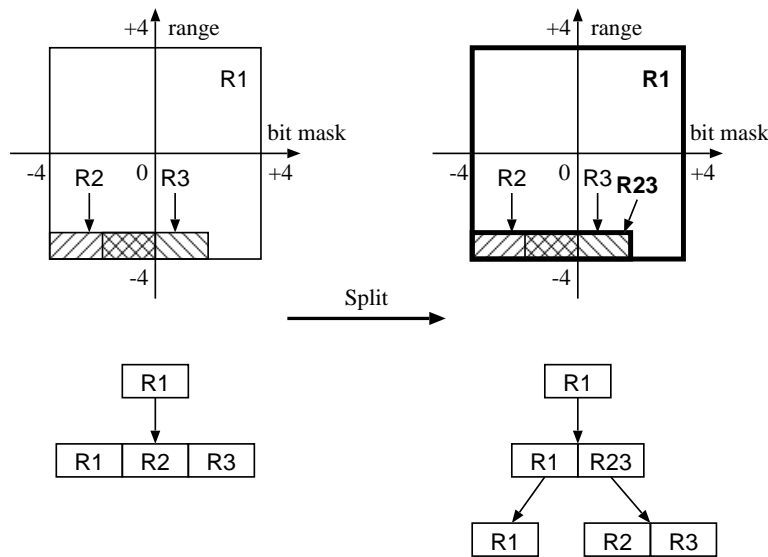 +4 range
R1
bit mask
-4 0 +4
R2 R3
-4
+4 range
R1
bit mask
-4 0 +4
R2 R3 R23
-4
Split
R1
R1 R2 R3
R1
R1 R23
R1 R2 R3